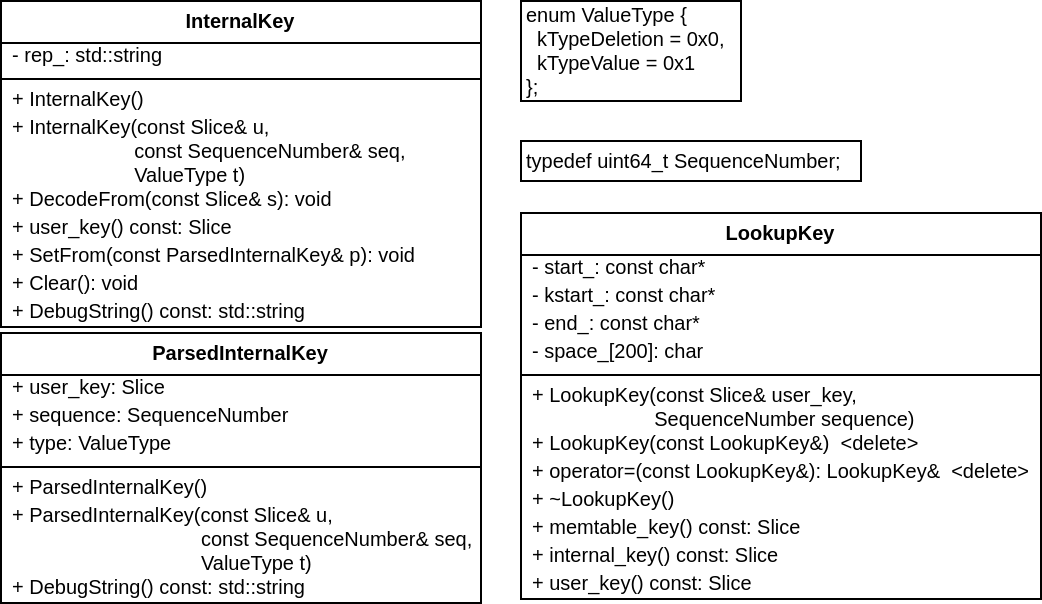 InternalKey
- rep_: std::string
+ InternalKey()
+ InternalKey(const Slice& u,
const SequenceNumber& seq,
ValueType t)
+ DecodeFrom(const Slice& s): void
+ user_key() const: Slice
+ SetFrom(const ParsedInternalKey& p): void
+ Clear(): void
+ DebugString() const: std::string
ParsedInternalKey
+ user_key: Slice
+ sequence: SequenceNumber
+ type: ValueType
+ ParsedInternalKey()
+ ParsedInternalKey(const Slice& u,
const SequenceNumber& seq,
ValueType t)
+ DebugString() const: std::string
enum ValueType {
kTypeDeletion = 0x0,
kTypeValue = 0x1
};
typedef uint64_t SequenceNumber;
LookupKey
- start_: const char*
- kstart_: const char*
- end_: const char*
- space_[200]: char
+ LookupKey(const Slice& user_key,
SequenceNumber sequence)
+ LookupKey(const LookupKey&) <delete>
+ operator=(const LookupKey&): LookupKey& <delete>
+ ~LookupKey()
+ memtable_key() const: Slice
+ internal_key() const: Slice
+ user_key() const: Slice